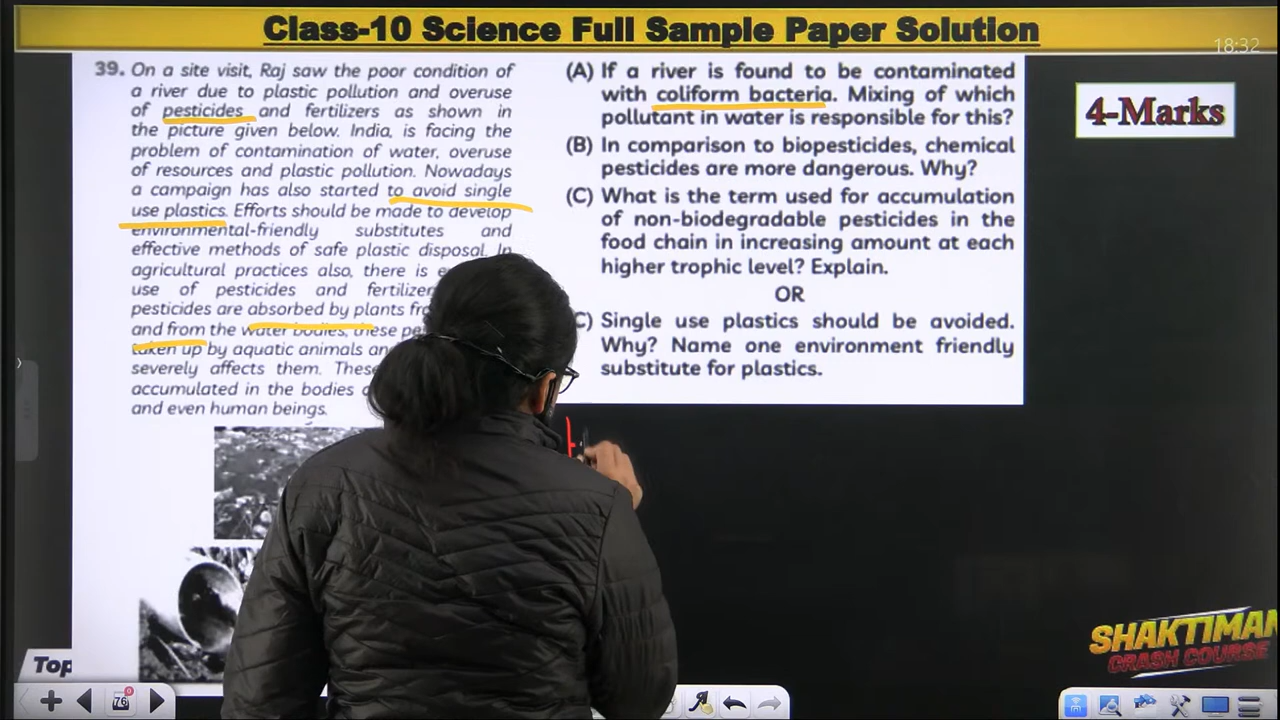 Class-10 Science Full Sample Paper Solution
18:32
39. On a site visit, Raj saw the poor condition of
a river due to plastic pollution and overuse
of pesticides and fertilizers as shown in
the picture given below. India, is facing the
problem of contamination of water, overuse
of resources and plastic pollution. Nowadays
a campaign has also started to avoid single
use plastics. Efforts should be made to develop
environmental-friendly substitutes and
effective methods of safe plastic disposal. In
agricultural practices also, there is
use of pesticides and
pesticides are absorbed by plants
and from the water bodies, these
taken up by aquatic animals
severely affects them. These
accumulated in the bodies
and even human beings.
(A) If a river is found to be contaminated
with coliform bacteria. Mixing of which
pollutant in water is responsible for this?
(B) In comparison to biopesticides, chemical
pesticides are more dangerous. Why?
(C) What is the term used for accumulation
of non-biodegradable pesticides in the
food chain in increasing amount at each
higher trophic level? Explain.
OR
C) Single use plastics should be avoided.
Why? Name one environment friendly
substitute for plastics.
4-Marks
Top
76
SHAKTIMAN
CRASH COURSE